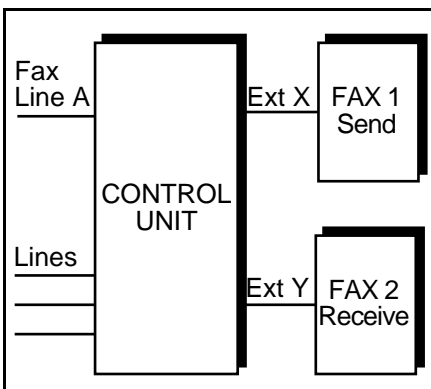 Fax
Line A
Ext X
FAX 1
Send
CONTROL
UNIT
Lines
Ext Y
FAX 2
Receive